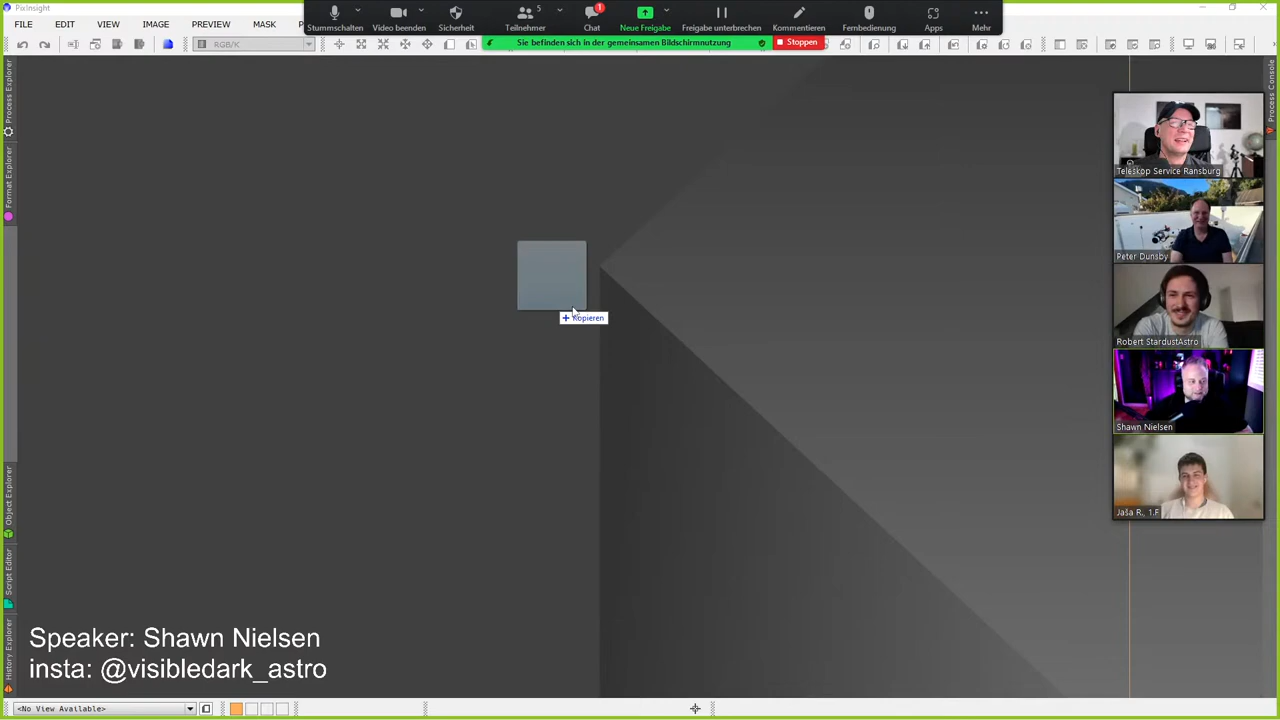 PixInsight
FILE EDIT VIEW IMAGE PREVIEW MASK
Stummschalten Video beenden Sicherheit Teilnehmer 5 Chat 1 Neue Freigabe Freigabe unterbrechen Kommentieren Fernbedienung Apps Mehr
RGB/K
Sie befinden sich in der gemeinsamen Bildschirmnutzung
Stoppen
Process Explorer
Format Explorer
Object Explorer
Script Editor
History Explorer
Process Console
+ Kopieren
Teleskop Service Ransburg
Peter Dunsby
Robert StardustAstro
Shawn Nielsen
Jaša R., 1.F
Speaker: Shawn Nielsen
insta: @visibledark_astro
<No View Available>